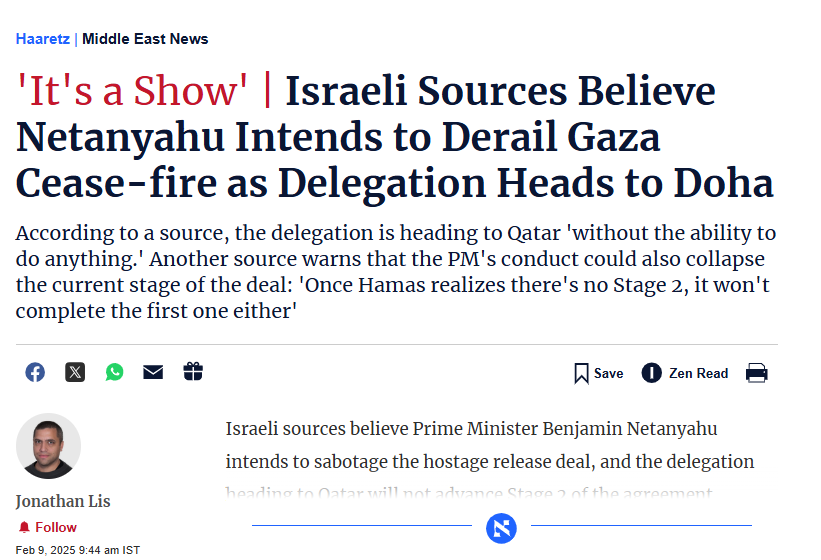 Haaretz | Middle East News
'It's a Show' | Israeli Sources Believe
Netanyahu Intends to Derail Gaza
Cease-fire as Delegation Heads to Doha
According to a source, the delegation is heading to Qatar 'without the ability to
do anything.' Another source warns that the PM's conduct could also collapse
the current stage of the deal: 'Once Hamas realizes there's no Stage 2, it won't
complete the first one either'
Save
Zen Read
Jonathan Lis
Follow
Feb 9, 2025 9:44 am IST
Israeli sources believe Prime Minister Benjamin Netanyahu
intends to sabotage the hostage release deal, and the delegation
heading to Qatar will not advance Stage 2 of the agreement